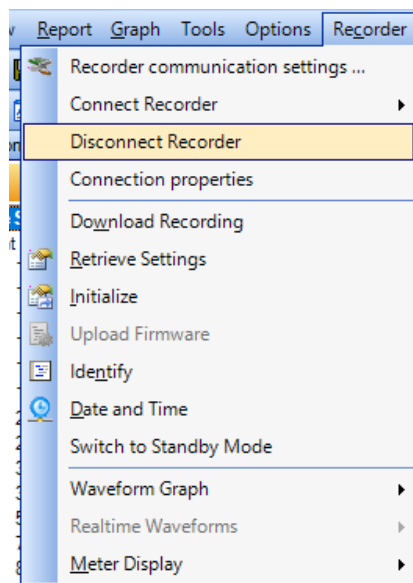 Report Graph Tools Options Recorder
Recorder communication settings ...
Connect Recorder
Disconnect Recorder
Connection properties
Download Recording
Retrieve Settings
Initialize
Upload Firmware
Identify
Date and Time
Switch to Standby Mode
Waveform Graph
Realtime Waveforms
Meter Display